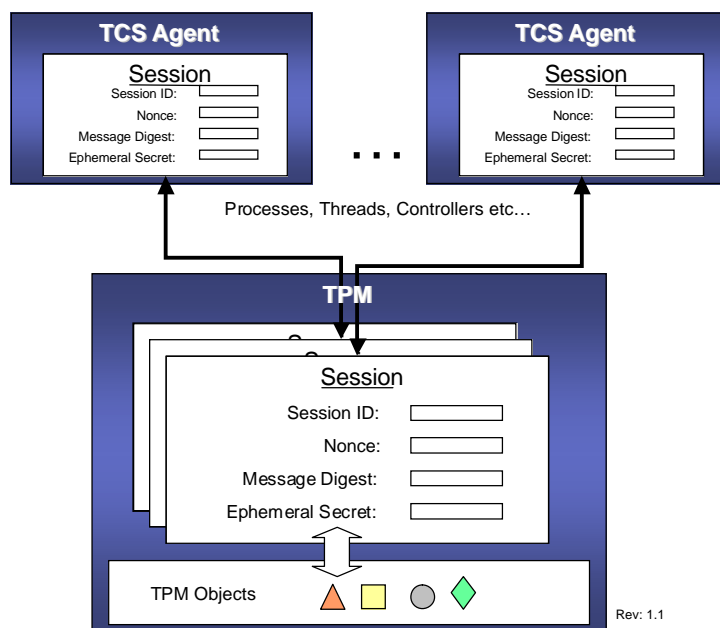 TCS Agent
Session
Session ID:
Nonce:
Message Digest:
Ephemeral Secret:
...
TCS Agent
Session
Session ID:
Nonce:
Message Digest:
Ephemeral Secret:
Processes, Threads, Controllers etc…
TPM
Session
Session ID:
Nonce:
Message Digest:
Ephemeral Secret:
TPM Objects
Rev: 1.1